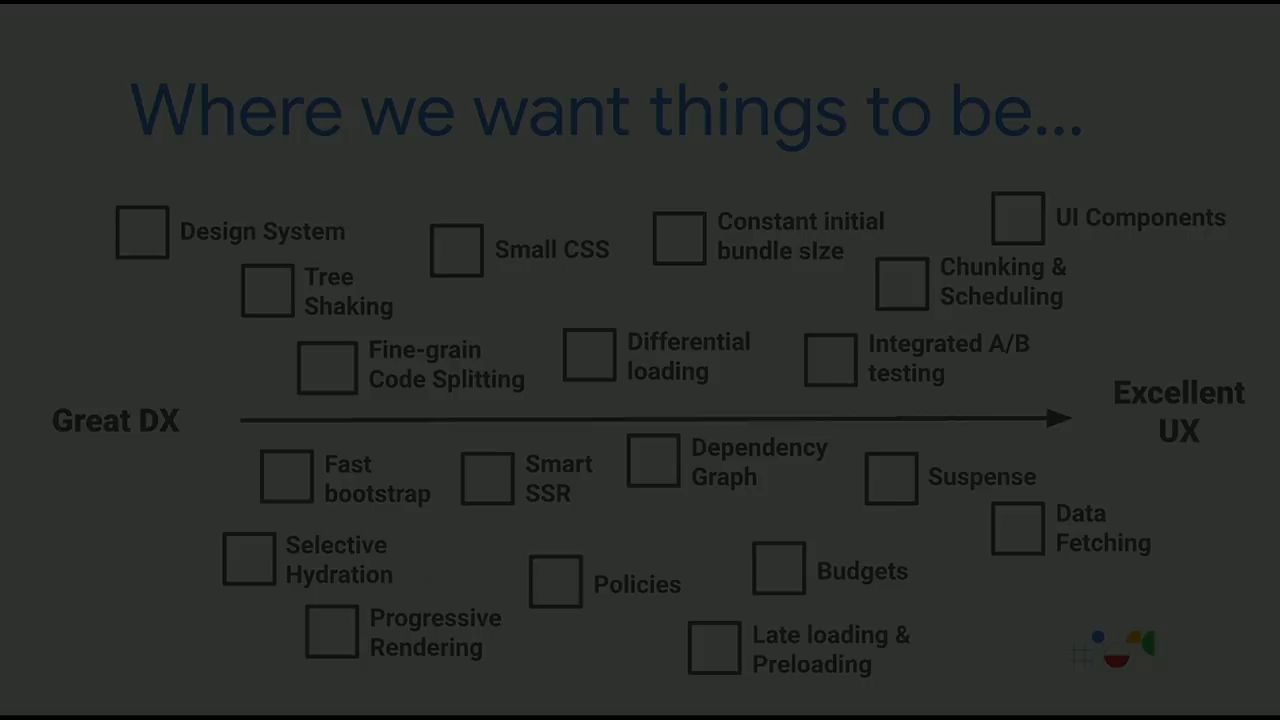 Where we want things to be...
Design System
Small CSS
Constant initial
bundle sIze
UI Components
Tree
Shaking
Chunking &
Scheduling
Fine-grain
Code Splitting
Differential
loading
Integrated A/B
testing
Great DX
Excellent
UX
Fast
bootstrap
Smart
SSR
Dependency
Graph
Suspense
Data
Fetching
Selective
Hydration
Policies
Budgets
Progressive
Rendering
Late loading &
Preloading